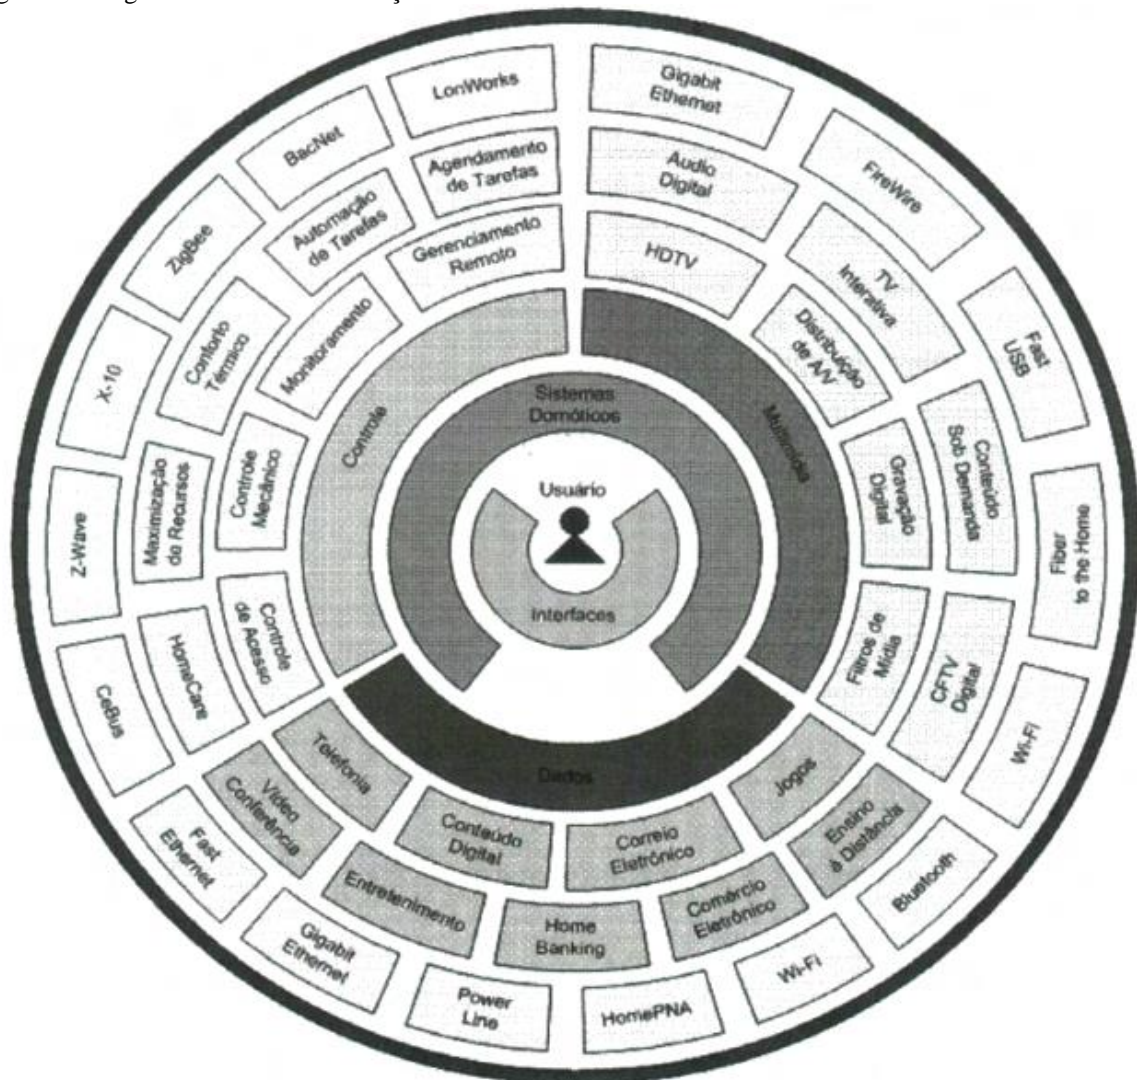 LonWorks
Gigabit
Ethernet
BacNet
Agendamento
de Tarefas
Audio
Digital
FireWire
ZigBee
Automação
de Tarefas
Gerenciamento
Remoto
HDTV
TV
Interativa
Fast
USB
X-10
Conforto
Térmico
Monitoramento
Distribuição
de A/V
Controle
Sistemas
Domóticos
Multimídia
Conteúdo
Sob Demanda
Z-Wave
Maximização
de Recursos
Controle
Mecânico
Usuário
Gravação
Digital
Fiber
to the Home
Interfaces
CeBus
HomeCare
Controle
de Acesso
Filtros de
Mídia
CFTV
Digital
Wi-Fi
Dados
Telefonia
Jogos
Vídeo
Conferência
Conteúdo
Digital
Correio
Eletrônico
Ensino
à Distância
Fast
Ethernet
Entretenimento
Home
Banking
Comércio
Eletrônico
Bluetooth
Gigabit
Ethernet
Power
Line
HomePNA
Wi-Fi